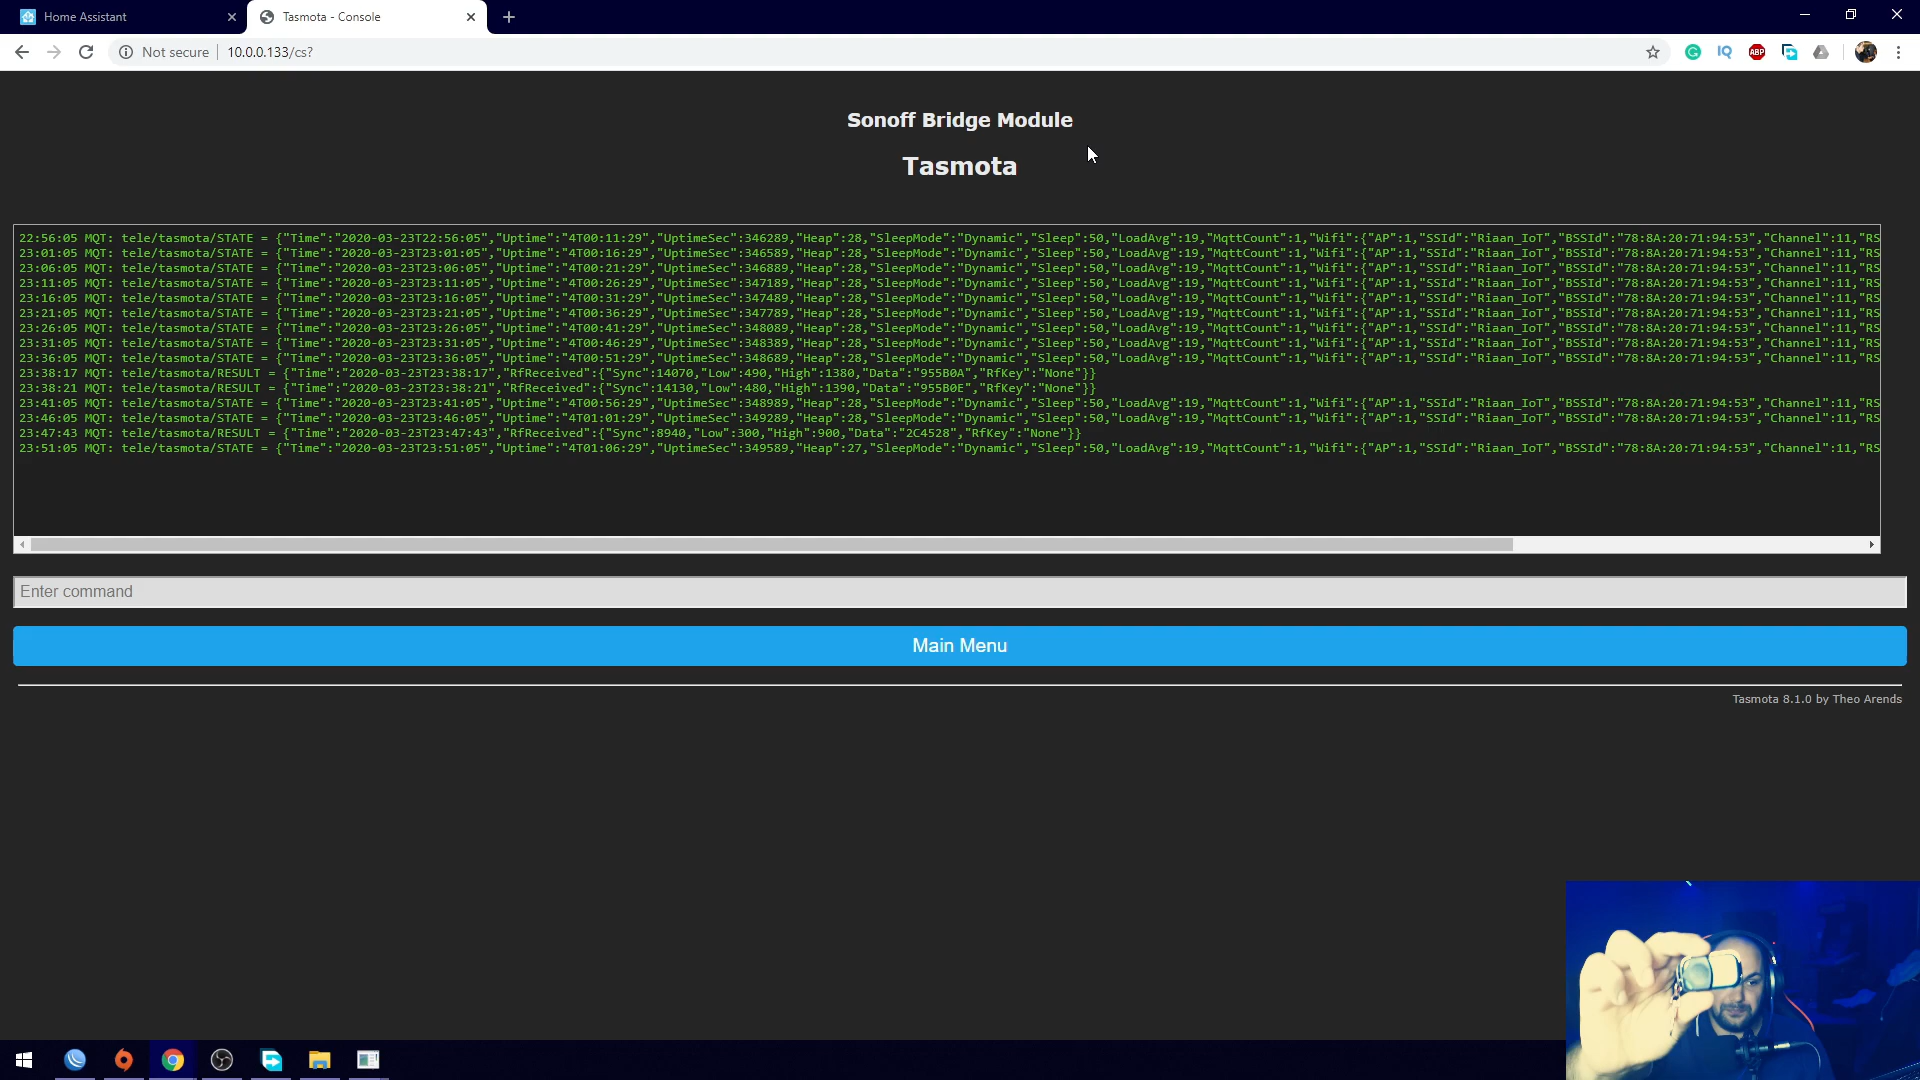 Home Assistant
Tasmota - Console
Not secure
10.0.0.133/cs?
IQ
ABP
Sonoff Bridge Module
Tasmota
22:56:05 MQT: tele/tasmota/STATE = {"Time":"2020-03-23T22:56:05","Uptime":"4T00:11:29","UptimeSec":346289,"Heap":28,"SleepMode":"Dynamic","Sleep":50,"LoadAvg":19,"MqttCount":1,"Wifi":{"AP":1,"SSId":"Riaan_IoT","BSSId":"78:8A:20:71:94:53","Channel":11,"RS
23:01:05 MQT: tele/tasmota/STATE = {"Time":"2020-03-23T23:01:05","Uptime":"4T00:16:29","UptimeSec":346589,"Heap":28,"SleepMode":"Dynamic","Sleep":50,"LoadAvg":19,"MqttCount":1,"Wifi":{"AP":1,"SSId":"Riaan_IoT","BSSId":"78:8A:20:71:94:53","Channel":11,"RS
23:06:05 MQT: tele/tasmota/STATE = {"Time":"2020-03-23T23:06:05","Uptime":"4T00:21:29","UptimeSec":346889,"Heap":28,"SleepMode":"Dynamic","Sleep":50,"LoadAvg":19,"MqttCount":1,"Wifi":{"AP":1,"SSId":"Riaan_IoT","BSSId":"78:8A:20:71:94:53","Channel":11,"RS
23:11:05 MQT: tele/tasmota/STATE = {"Time":"2020-03-23T23:11:05","Uptime":"4T00:26:29","UptimeSec":347189,"Heap":28,"SleepMode":"Dynamic","Sleep":50,"LoadAvg":19,"MqttCount":1,"Wifi":{"AP":1,"SSId":"Riaan_IoT","BSSId":"78:8A:20:71:94:53","Channel":11,"RS
23:16:05 MQT: tele/tasmota/STATE = {"Time":"2020-03-23T23:16:05","Uptime":"4T00:31:29","UptimeSec":347489,"Heap":28,"SleepMode":"Dynamic","Sleep":50,"LoadAvg":19,"MqttCount":1,"Wifi":{"AP":1,"SSId":"Riaan_IoT","BSSId":"78:8A:20:71:94:53","Channel":11,"RS
23:21:05 MQT: tele/tasmota/STATE = {"Time":"2020-03-23T23:21:05","Uptime":"4T00:36:29","UptimeSec":347789,"Heap":28,"SleepMode":"Dynamic","Sleep":50,"LoadAvg":19,"MqttCount":1,"Wifi":{"AP":1,"SSId":"Riaan_IoT","BSSId":"78:8A:20:71:94:53","Channel":11,"RS
23:26:05 MQT: tele/tasmota/STATE = {"Time":"2020-03-23T23:26:05","Uptime":"4T00:41:29","UptimeSec":348089,"Heap":28,"SleepMode":"Dynamic","Sleep":50,"LoadAvg":19,"MqttCount":1,"Wifi":{"AP":1,"SSId":"Riaan_IoT","BSSId":"78:8A:20:71:94:53","Channel":11,"RS
23:31:05 MQT: tele/tasmota/STATE = {"Time":"2020-03-23T23:31:05","Uptime":"4T00:46:29","UptimeSec":348389,"Heap":28,"SleepMode":"Dynamic","Sleep":50,"LoadAvg":19,"MqttCount":1,"Wifi":{"AP":1,"SSId":"Riaan_IoT","BSSId":"78:8A:20:71:94:53","Channel":11,"RS
23:36:05 MQT: tele/tasmota/STATE = {"Time":"2020-03-23T23:36:05","Uptime":"4T00:51:29","UptimeSec":348689,"Heap":28,"SleepMode":"Dynamic","Sleep":50,"LoadAvg":19,"MqttCount":1,"Wifi":{"AP":1,"SSId":"Riaan_IoT","BSSId":"78:8A:20:71:94:53","Channel":11,"RS
23:38:17 MQT: tele/tasmota/RESULT = {"Time":"2020-03-23T23:38:17","RfReceived":{"Sync":14070,"Low":490,"High":1380,"Data":"955B0A","RfKey":"None"}}
23:38:21 MQT: tele/tasmota/RESULT = {"Time":"2020-03-23T23:38:21","RfReceived":{"Sync":14130,"Low":480,"High":1390,"Data":"955B0E","RfKey":"None"}}
23:41:05 MQT: tele/tasmota/STATE = {"Time":"2020-03-23T23:41:05","Uptime":"4T00:56:29","UptimeSec":348989,"Heap":28,"SleepMode":"Dynamic","Sleep":50,"LoadAvg":19,"MqttCount":1,"Wifi":{"AP":1,"SSId":"Riaan_IoT","BSSId":"78:8A:20:71:94:53","Channel":11,"RS
23:46:05 MQT: tele/tasmota/STATE = {"Time":"2020-03-23T23:46:05","Uptime":"4T01:01:29","UptimeSec":349289,"Heap":28,"SleepMode":"Dynamic","Sleep":50,"LoadAvg":19,"MqttCount":1,"Wifi":{"AP":1,"SSId":"Riaan_IoT","BSSId":"78:8A:20:71:94:53","Channel":11,"RS
23:47:43 MQT: tele/tasmota/RESULT = {"Time":"2020-03-23T23:47:43","RfReceived":{"Sync":8940,"Low":300,"High":900,"Data":"2C4528","RfKey":"None"}}
23:51:05 MQT: tele/tasmota/STATE = {"Time":"2020-03-23T23:51:05","Uptime":"4T01:06:29","UptimeSec":349589,"Heap":27,"SleepMode":"Dynamic","Sleep":50,"LoadAvg":19,"MqttCount":1,"Wifi":{"AP":1,"SSId":"Riaan_IoT","BSSId":"78:8A:20:71:94:53","Channel":11,"RS
Enter command
Main Menu
Tasmota 8.1.0 by Theo Arends